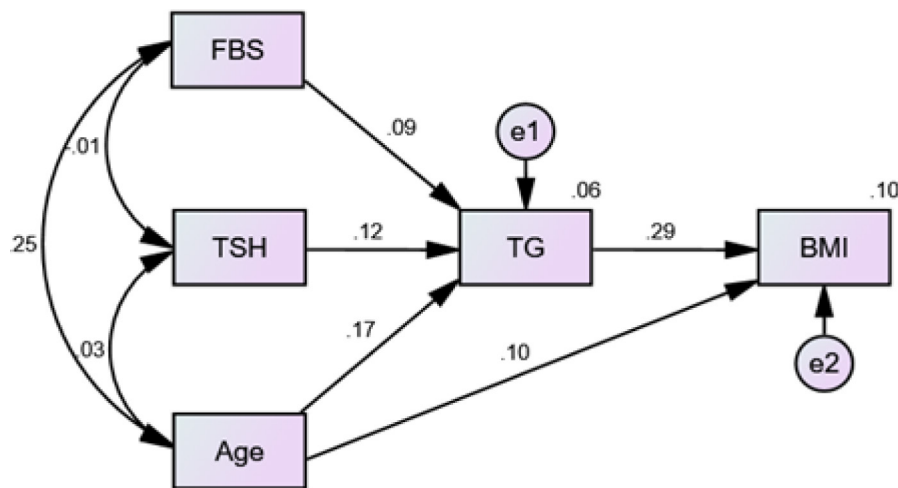 FBS
-.01
.09
e1
.25
TSH
.12
.06
TG
.29
.10
BMI
.03
.17
.10
e2
Age